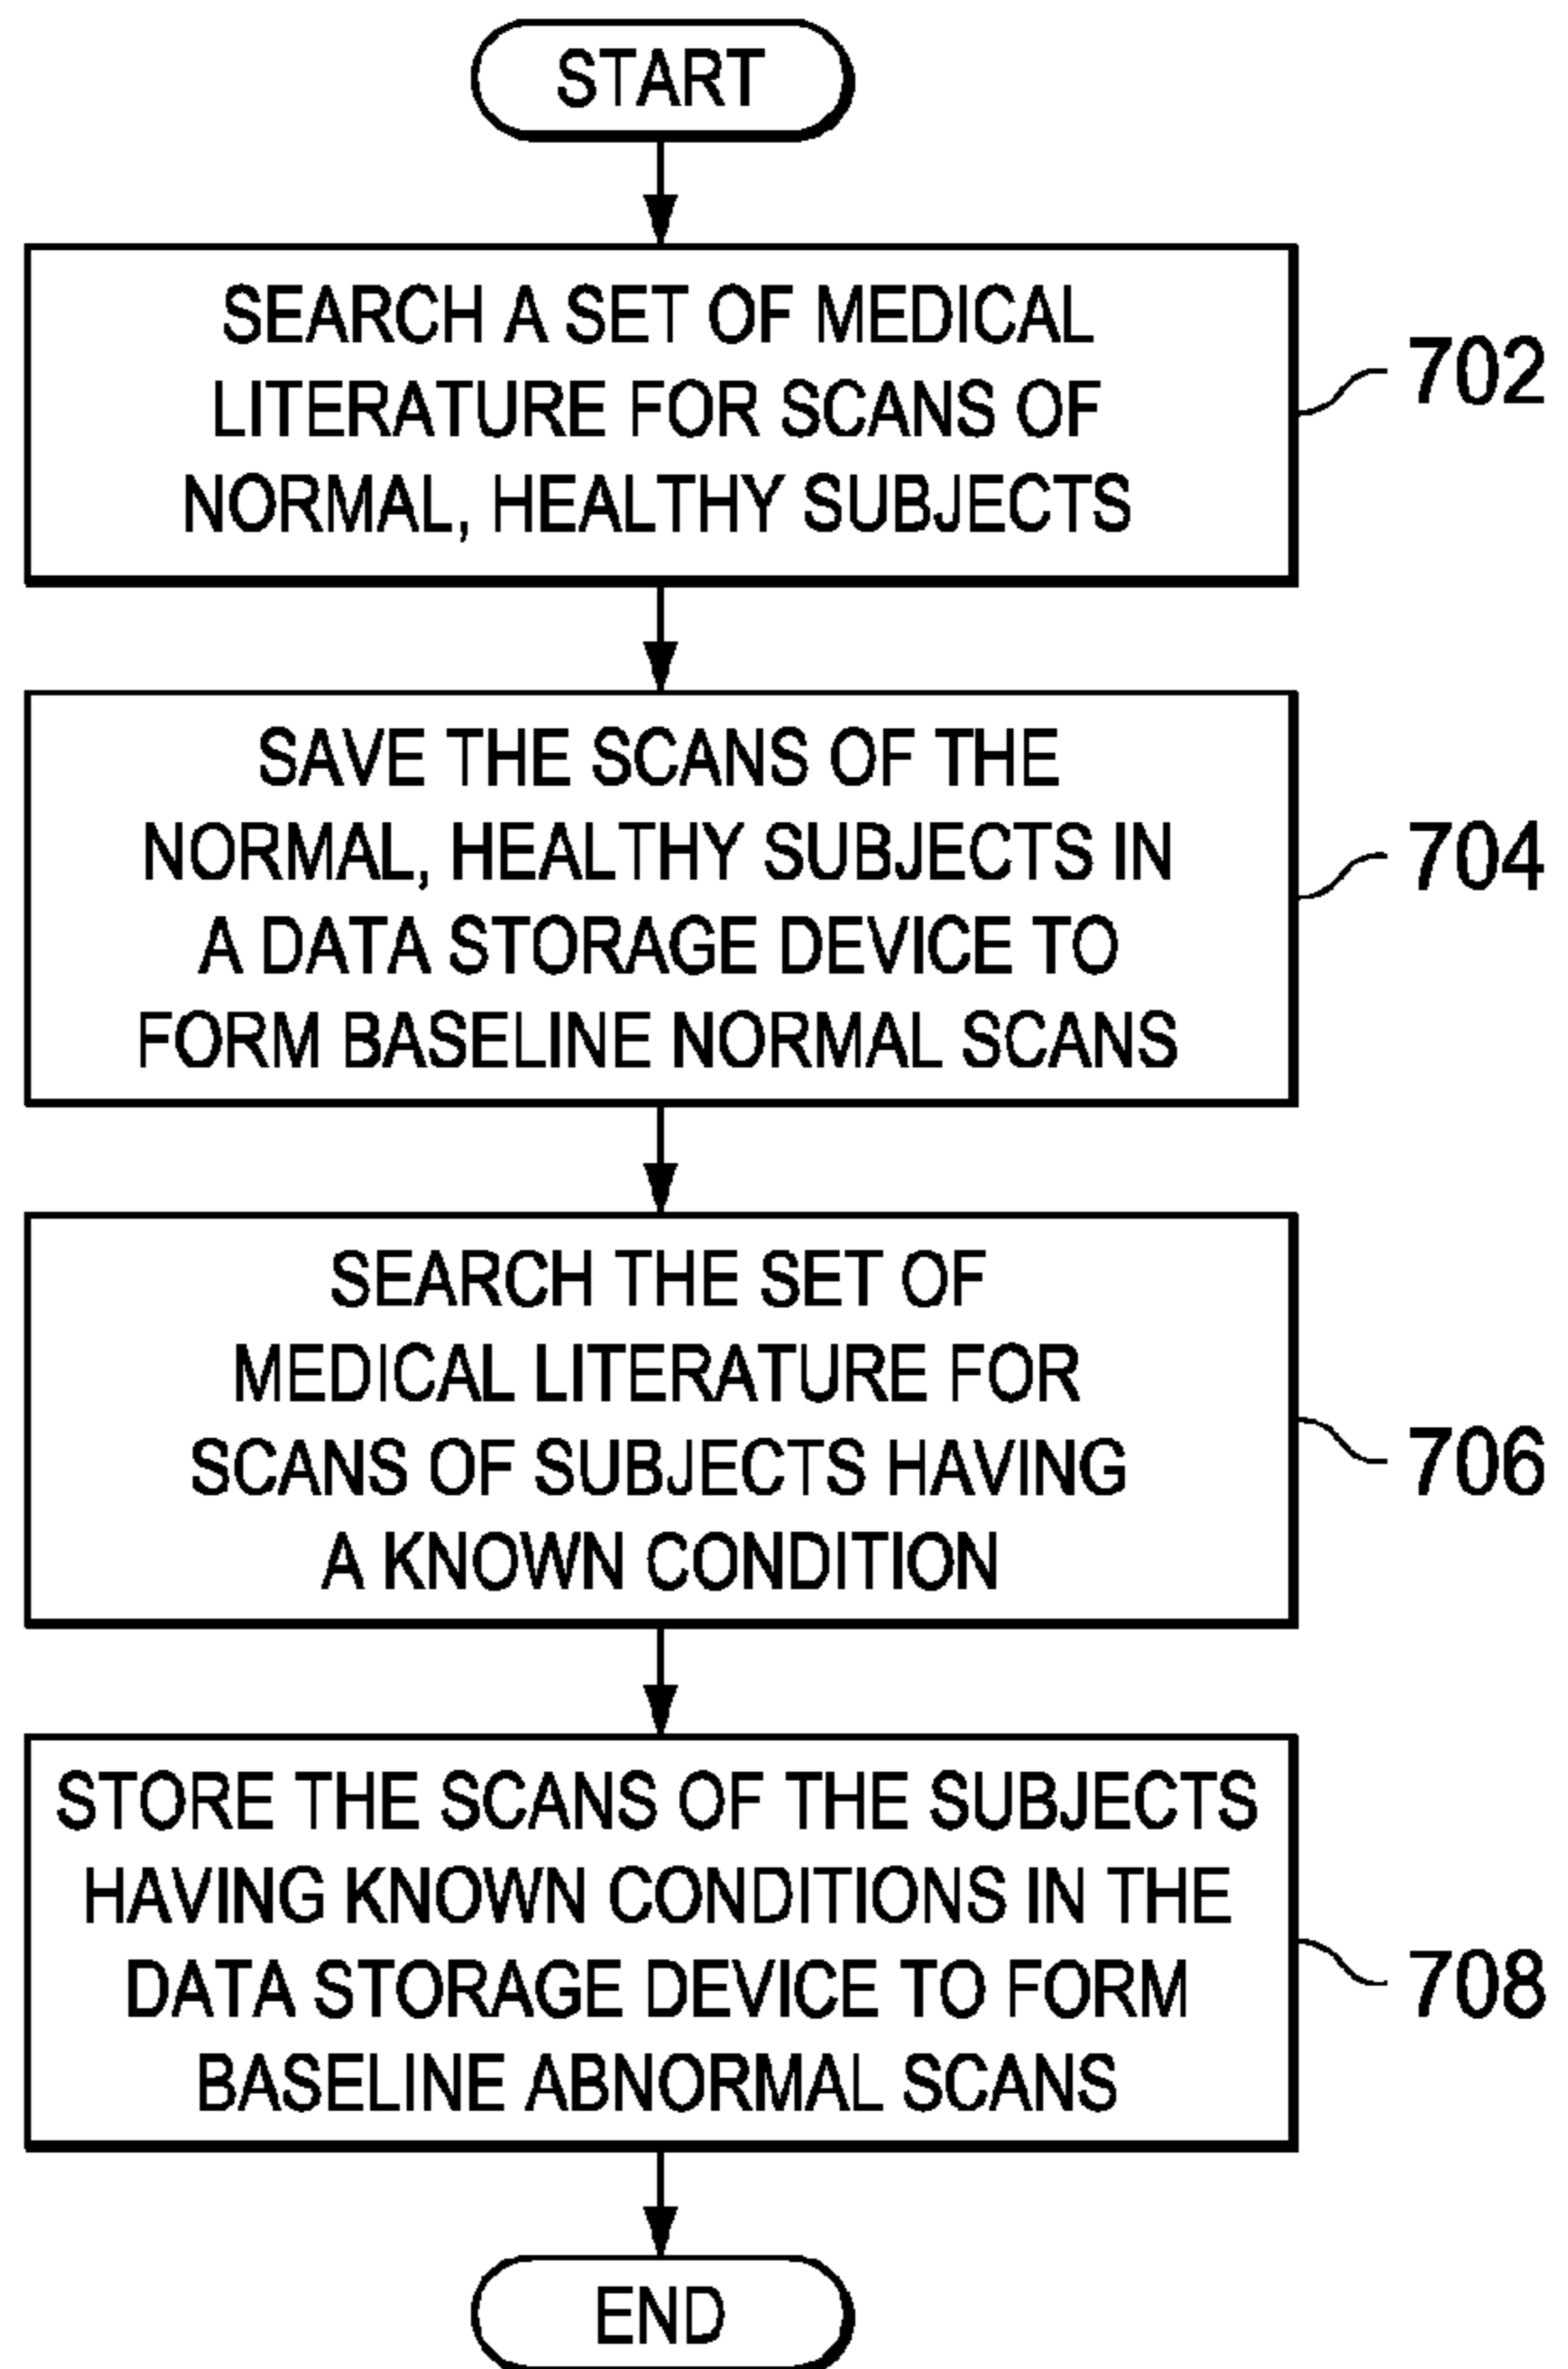 START
SEARCH A SET OF MEDICAL
LITERATURE FOR SCANS OF
NORMAL, HEALTHY SUBJECTS
702
SAVE THE SCANS OF THE
NORMAL, HEALTHY SUBJECTS IN
A DATA STORAGE DEVICE TO
FORM BASELINE NORMAL SCANS
704
SEARCH THE SET OF
MEDICAL LITERATURE FOR
SCANS OF SUBJECTS HAVING
A KNOWN CONDITION
706
STORE THE SCANS OF THE SUBJECTS
HAVING KNOWN CONDITIONS IN THE
DATA STORAGE DEVICE TO FORM
BASELINE ABNORMAL SCANS
708
END